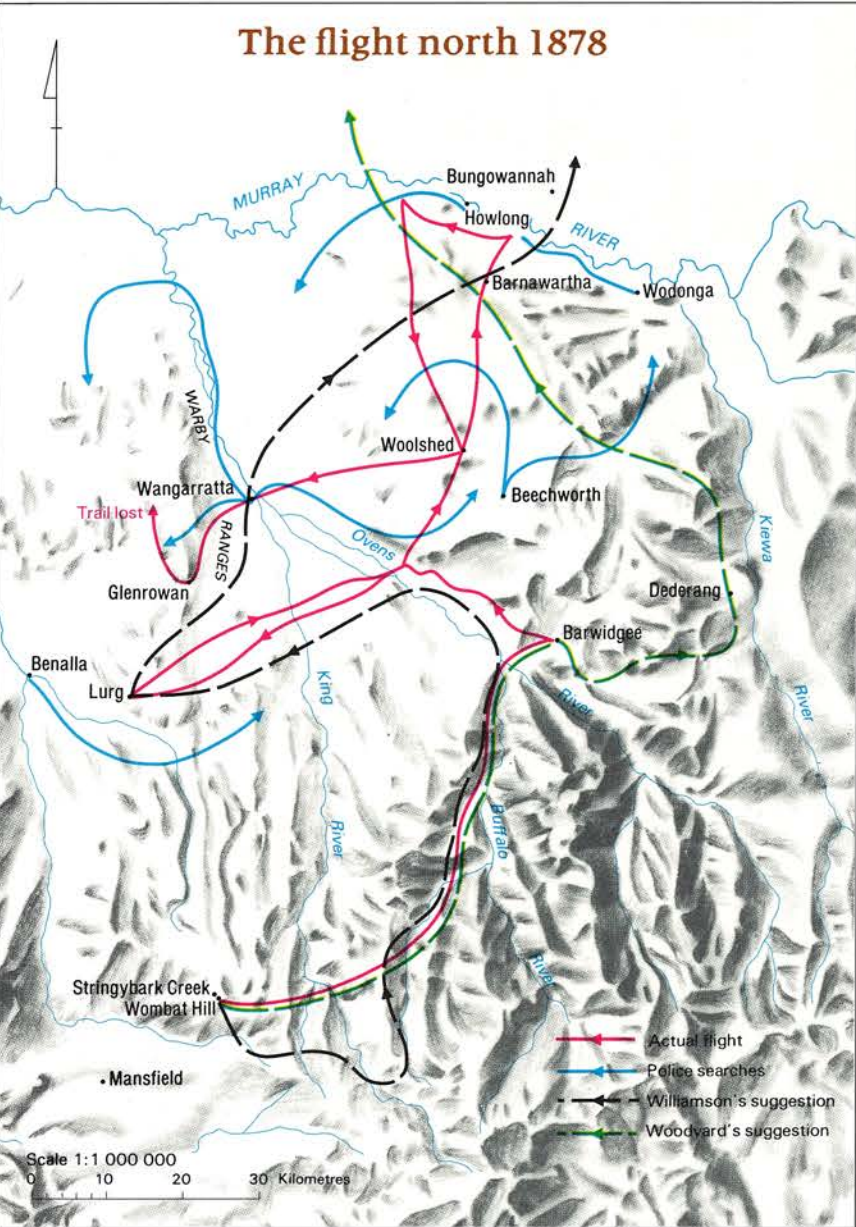 The flight north 1878
MURRAY
Bungowannah
Howlong
RIVER
Barnawartha
Wodonga
WARBY
Woolshed
Wangarratta
Beechworth
Trail lost
RANGES
Ovens
Kiewa
Glenrowan
Dederang
Barwidgee
Benalla
Lurg
King
River
River
Buffalo
River
River
Stringybark Creek
Wombat Hill
Mansfield
Actual flight
Police searches
Williamson's suggestion
Woodyard's suggestion
Scale 1:1 000 000
0 10 20 30 Kilometres